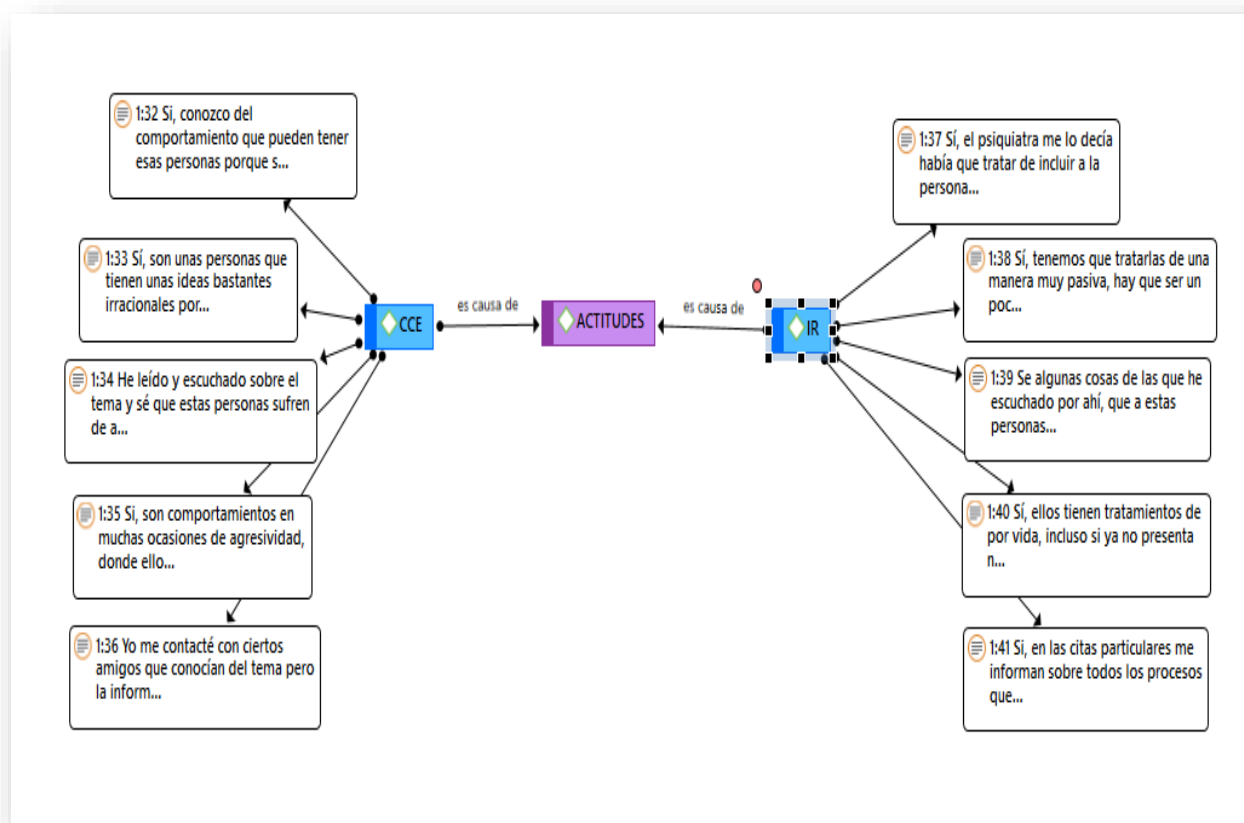 1:32 Si, conozco del
comportamiento que pueden tener
esas personas porque s...
1:33 Sí, son unas personas que
tienen unas ideas bastantes
irracionales por...
1:34 He leído y escuchado sobre el
tema y sé que estas personas sufren
de a...
1:35 Si, son comportamientos en
muchas ocasiones de agresividad,
donde ello...
1:36 Yo me contacté con ciertos
amigos que conocían del tema pero
la inform...
CCE
es causa de
ACTITUDES
es causa de
IR
1:37 Sí, el psiquiatra me lo decía
había que tratar de incluir a la
persona...
1:38 Sí, tenemos que tratarlas de una
manera muy pasiva, hay que ser un
poc...
1:39 Se algunas cosas de las que he
escuchado por ahí, que a estas
personas...
1:40 Sí, ellos tienen tratamientos de
por vida, incluso si ya no presenta
n...
1:41 Si, en las citas particulares me
informan sobre todos los procesos
que...